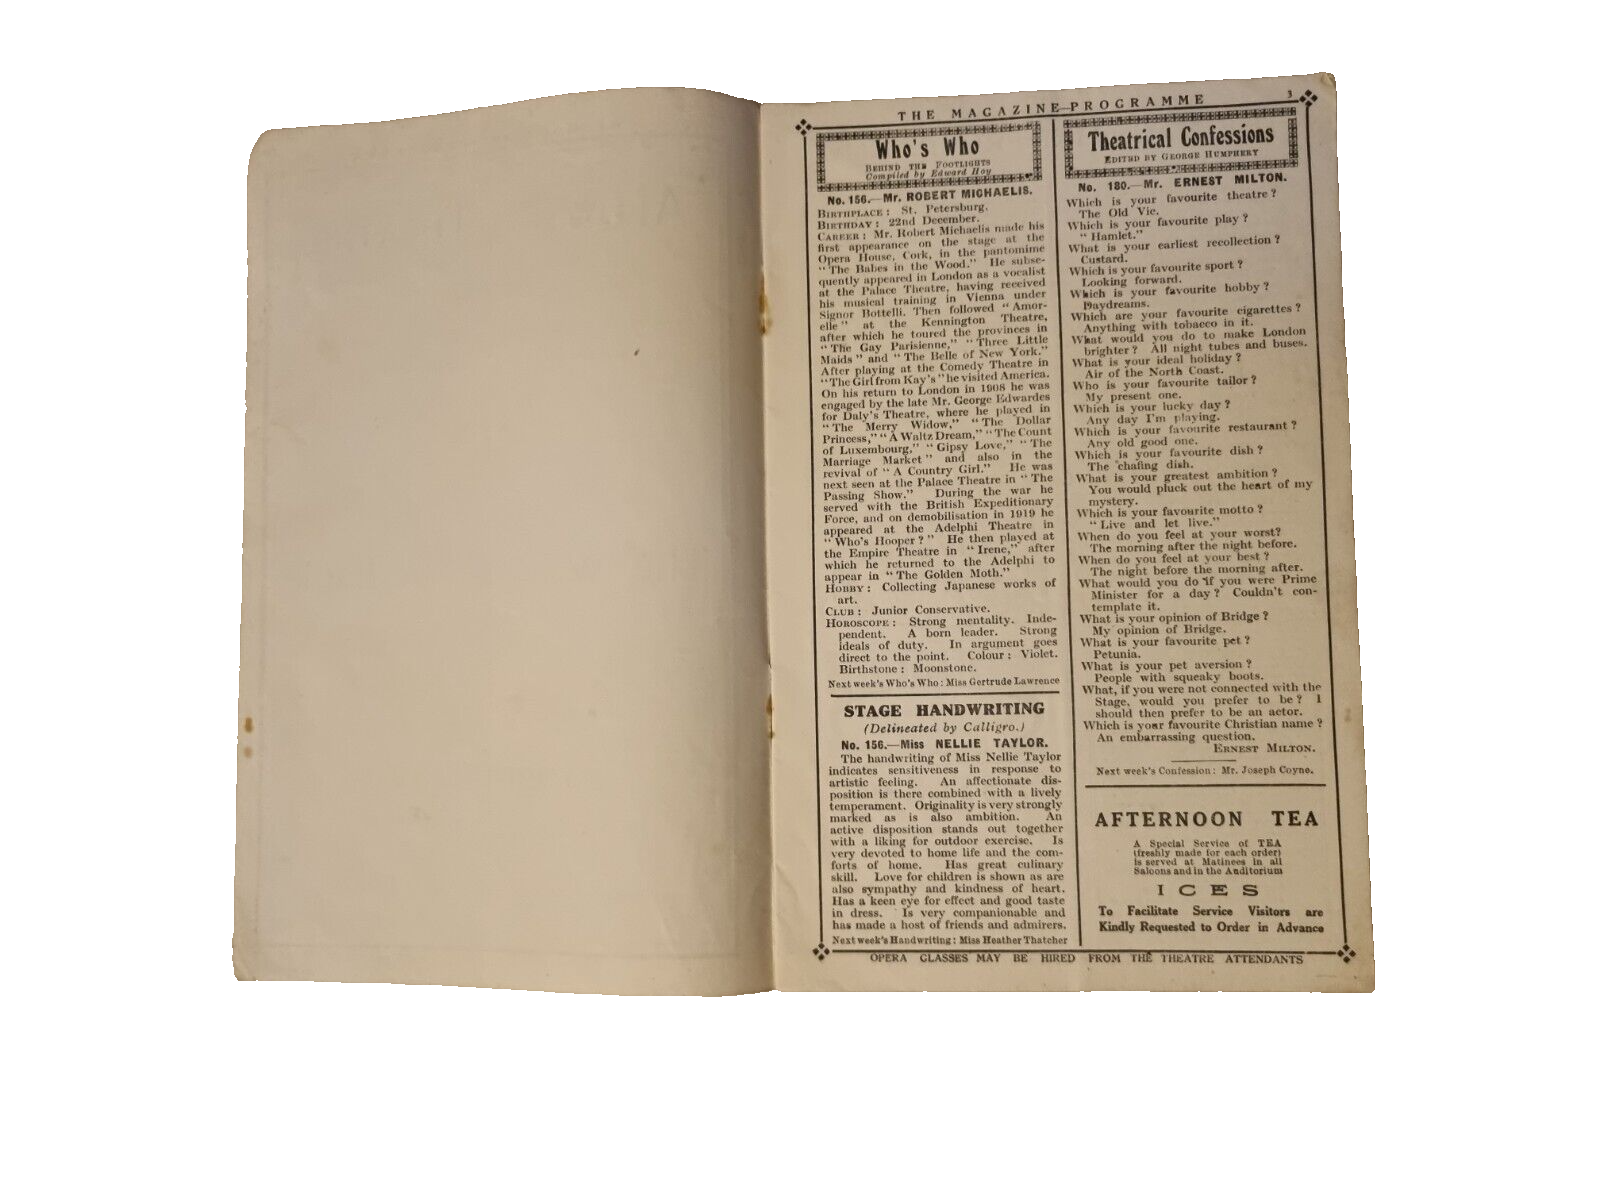 THE MAGAZINE PROGRAMME
3
Who's Who
BEHIND THE FOOTLIGHTS
Compiled by Edward Hoy
No. 156.—Mr. ROBERT MICHAELIS.
BIRTHPLACE: St. Petersburg.
BIRTHDAY: 22nd December.
CAREER: Mr. Robert Michaelis made his
first appearance on the stage at the
Opera House, Cork, in the pantomime
"The Babes in the Wood." He subse-
quently appeared in London as a vocalist
at the Palace Theatre, having received
his musical training in Vienna under
Signor Bottelli. Then followed "Amor-
elle" at the Kennington Theatre,
after which he toured the provinces in
"The Gay Parisienne," "Three Little
Maids" and "The Belle of New York."
After playing at the Comedy Theatre in
"The Girl from Kay's" he visited America.
On his return to London in 1908 he was
engaged by the late Mr. George Edwardes
for Daly's Theatre, where he played in
"The Merry Widow," "The Dollar
Princess," "A Waltz Dream," "The Count
of Luxembourg," "Gipsy Love," "The
Marriage Market" and also in the
revival of "A Country Girl." He was
next seen at the Palace Theatre in "The
Passing Show." During the war he
served with the British Expeditionary
Force, and on demobilisation in 1919 he
appeared at the Adelphi Theatre in
"Who's Hooper?" He then played at
the Empire Theatre in "Irene," after
which he returned to the Adelphi to
appear in "The Golden Moth."
HOBBY: Collecting Japanese works of
art.
CLUB: Junior Conservative.
HOROSCOPE: Strong mentality. Inde-
pendent. A born leader. Strong
ideals of duty. In argument goes
direct to the point. Colour: Violet.
Birthstone: Moonstone.
Next week's Who's Who: Miss Gertrude Lawrence
STAGE HANDWRITING
(Delineated by Calligro.)
No. 156.—Miss NELLIE TAYLOR.
The handwriting of Miss Nellie Taylor
indicates sensitiveness in response to
artistic feeling. An affectionate dis-
position is there combined with a lively
temperament. Originality is very strongly
marked as is also ambition. An
active disposition stands out together
with a liking for outdoor exercise. Is
very devoted to home life and the com-
forts of home. Has great culinary
skill. Love for children is shown as are
also sympathy and kindness of heart.
Has a keen eye for effect and good taste
in dress. Is very companionable and
has made a host of friends and admirers.
Next week's Handwriting: Miss Heather Thatcher
Theatrical Confessions
EDITED BY GEORGE HUMPHERY
No. 180.—Mr. ERNEST MILTON.
Which is your favourite theatre?
The Old Vic.
Which is your favourite play?
"Hamlet."
What is your earliest recollection?
Custard.
Which is your favourite sport?
Looking forward.
Which is your favourite hobby?
Daydreams.
Which are your favourite cigarettes?
Anything with tobacco in it.
What would you do to make London
brighter? All night tubes and buses.
What is your ideal holiday?
Air of the North Coast.
Who is your favourite tailor?
My present one.
Which is your lucky day?
Any day I'm playing.
Which is your favourite restaurant?
Any old good one.
Which is your favourite dish?
The chafing dish.
What is your greatest ambition?
You would pluck out the heart of my
mystery.
Which is your favourite motto?
"Live and let live."
When do you feel at your worst?
The morning after the night before.
When do you feel at your best?
The night before the morning after.
What would you do if you were Prime
Minister for a day? Couldn't con-
template it.
What is your opinion of Bridge?
My opinion of Bridge.
What is your favourite pet?
Petunia.
What is your pet aversion?
People with squeaky boots.
What, if you were not connected with the
Stage, would you prefer to be? I
should then prefer to be an actor.
Which is your favourite Christian name?
An embarrassing question.
ERNEST MILTON.
Next week's Confession: Mr. Joseph Coyne.
AFTERNOON TEA
A Special Service of TEA
(freshly made for each order)
is served at Matinees in all
Saloons and in the Auditorium
ICES
To Facilitate Service Visitors are
Kindly Requested to Order in Advance
OPERA GLASSES MAY BE HIRED FROM THE THEATRE ATTENDANTS